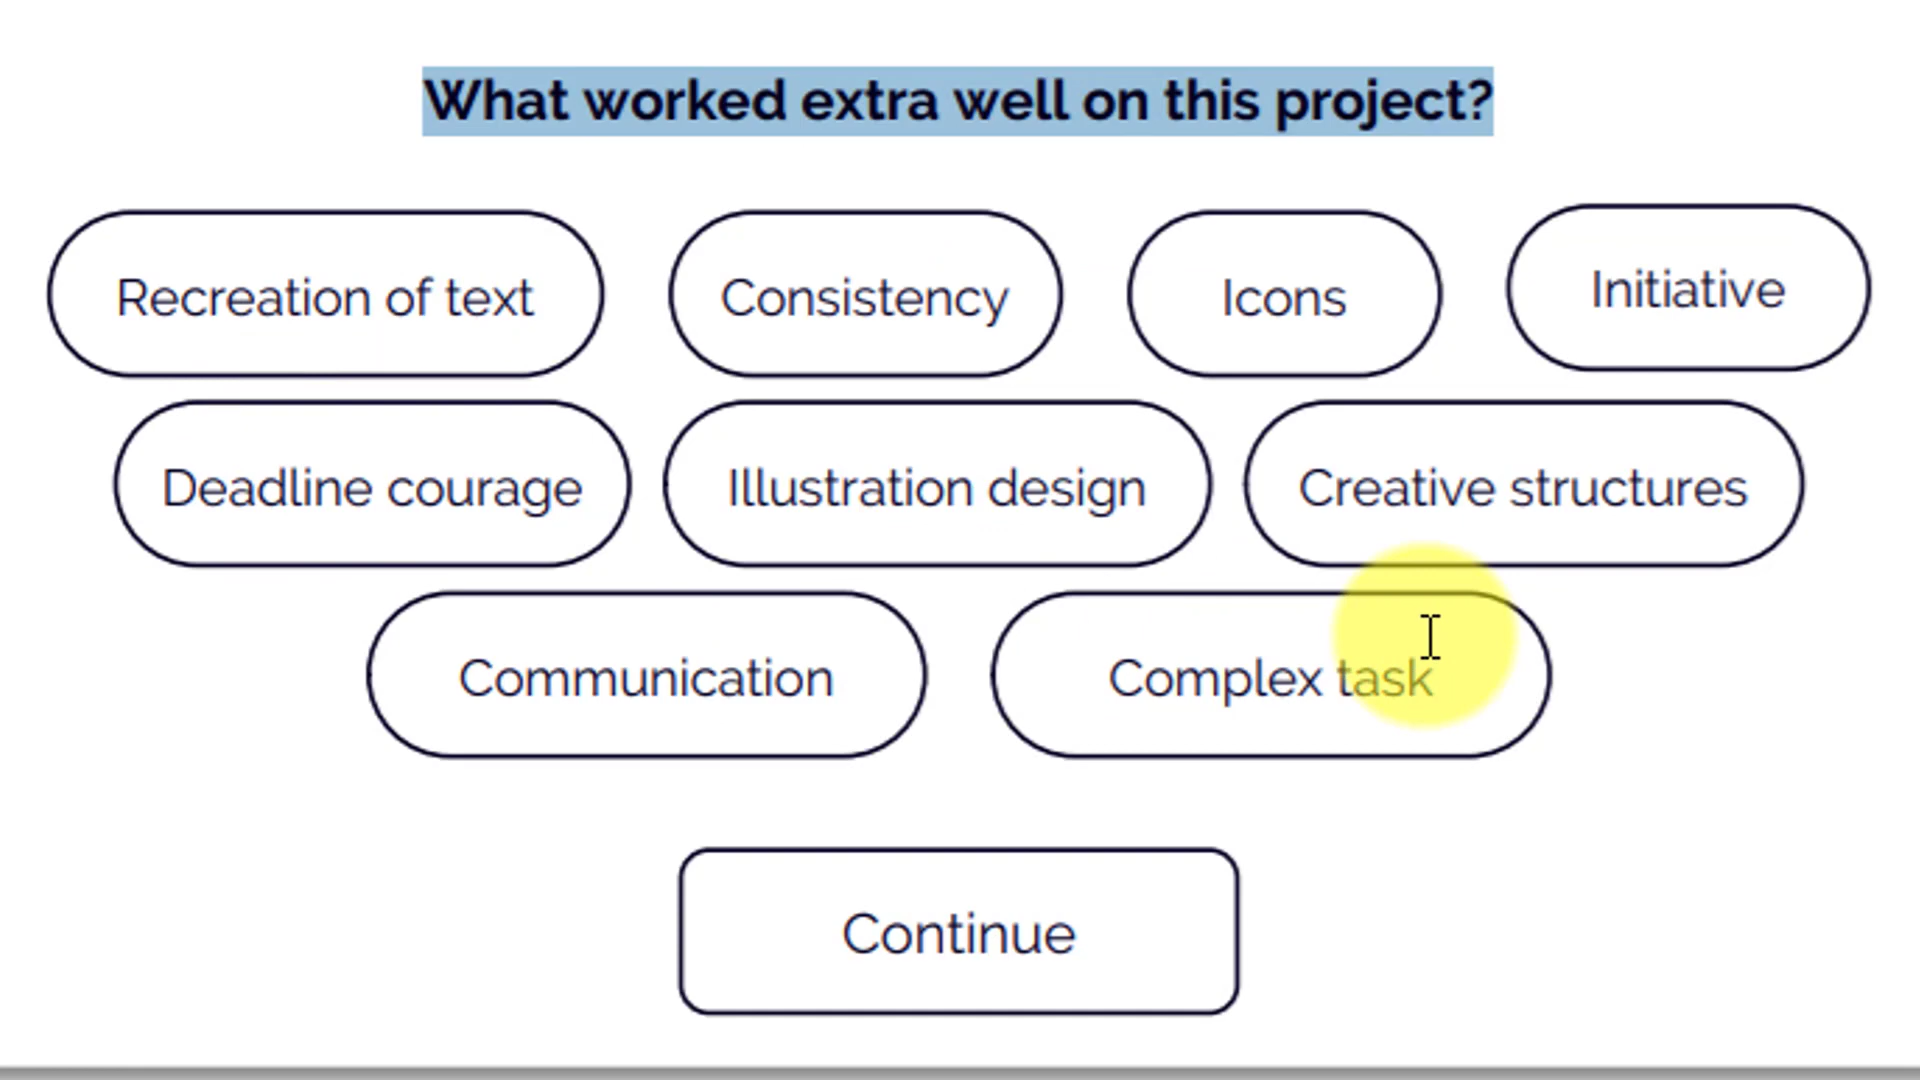 What worked extra well on this project?
Recreation of text Consistency Icons Initiative
Deadline courage Illustration design Creative structures
Communication Complex task
Continue